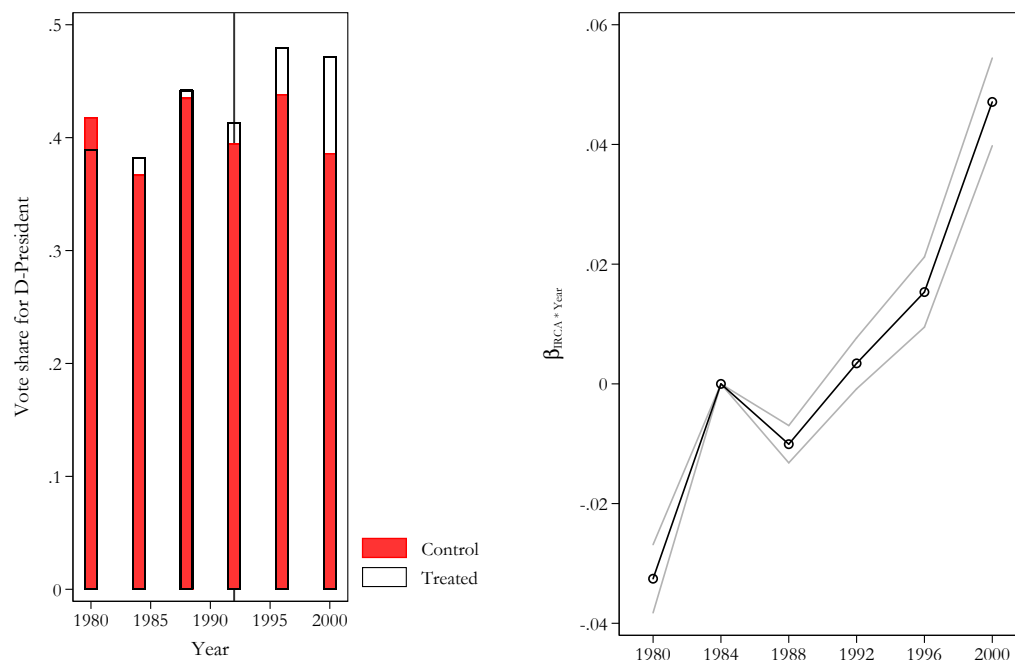 Vote share for D-President
.5
.4
.3
.2
.1
0
1980 1985 1990 1995 2000
Year
Control
Treated
β_IRCA * Year
.06
.04
.02
0
-.02
-.04
1980 1984 1988 1992 1996 2000